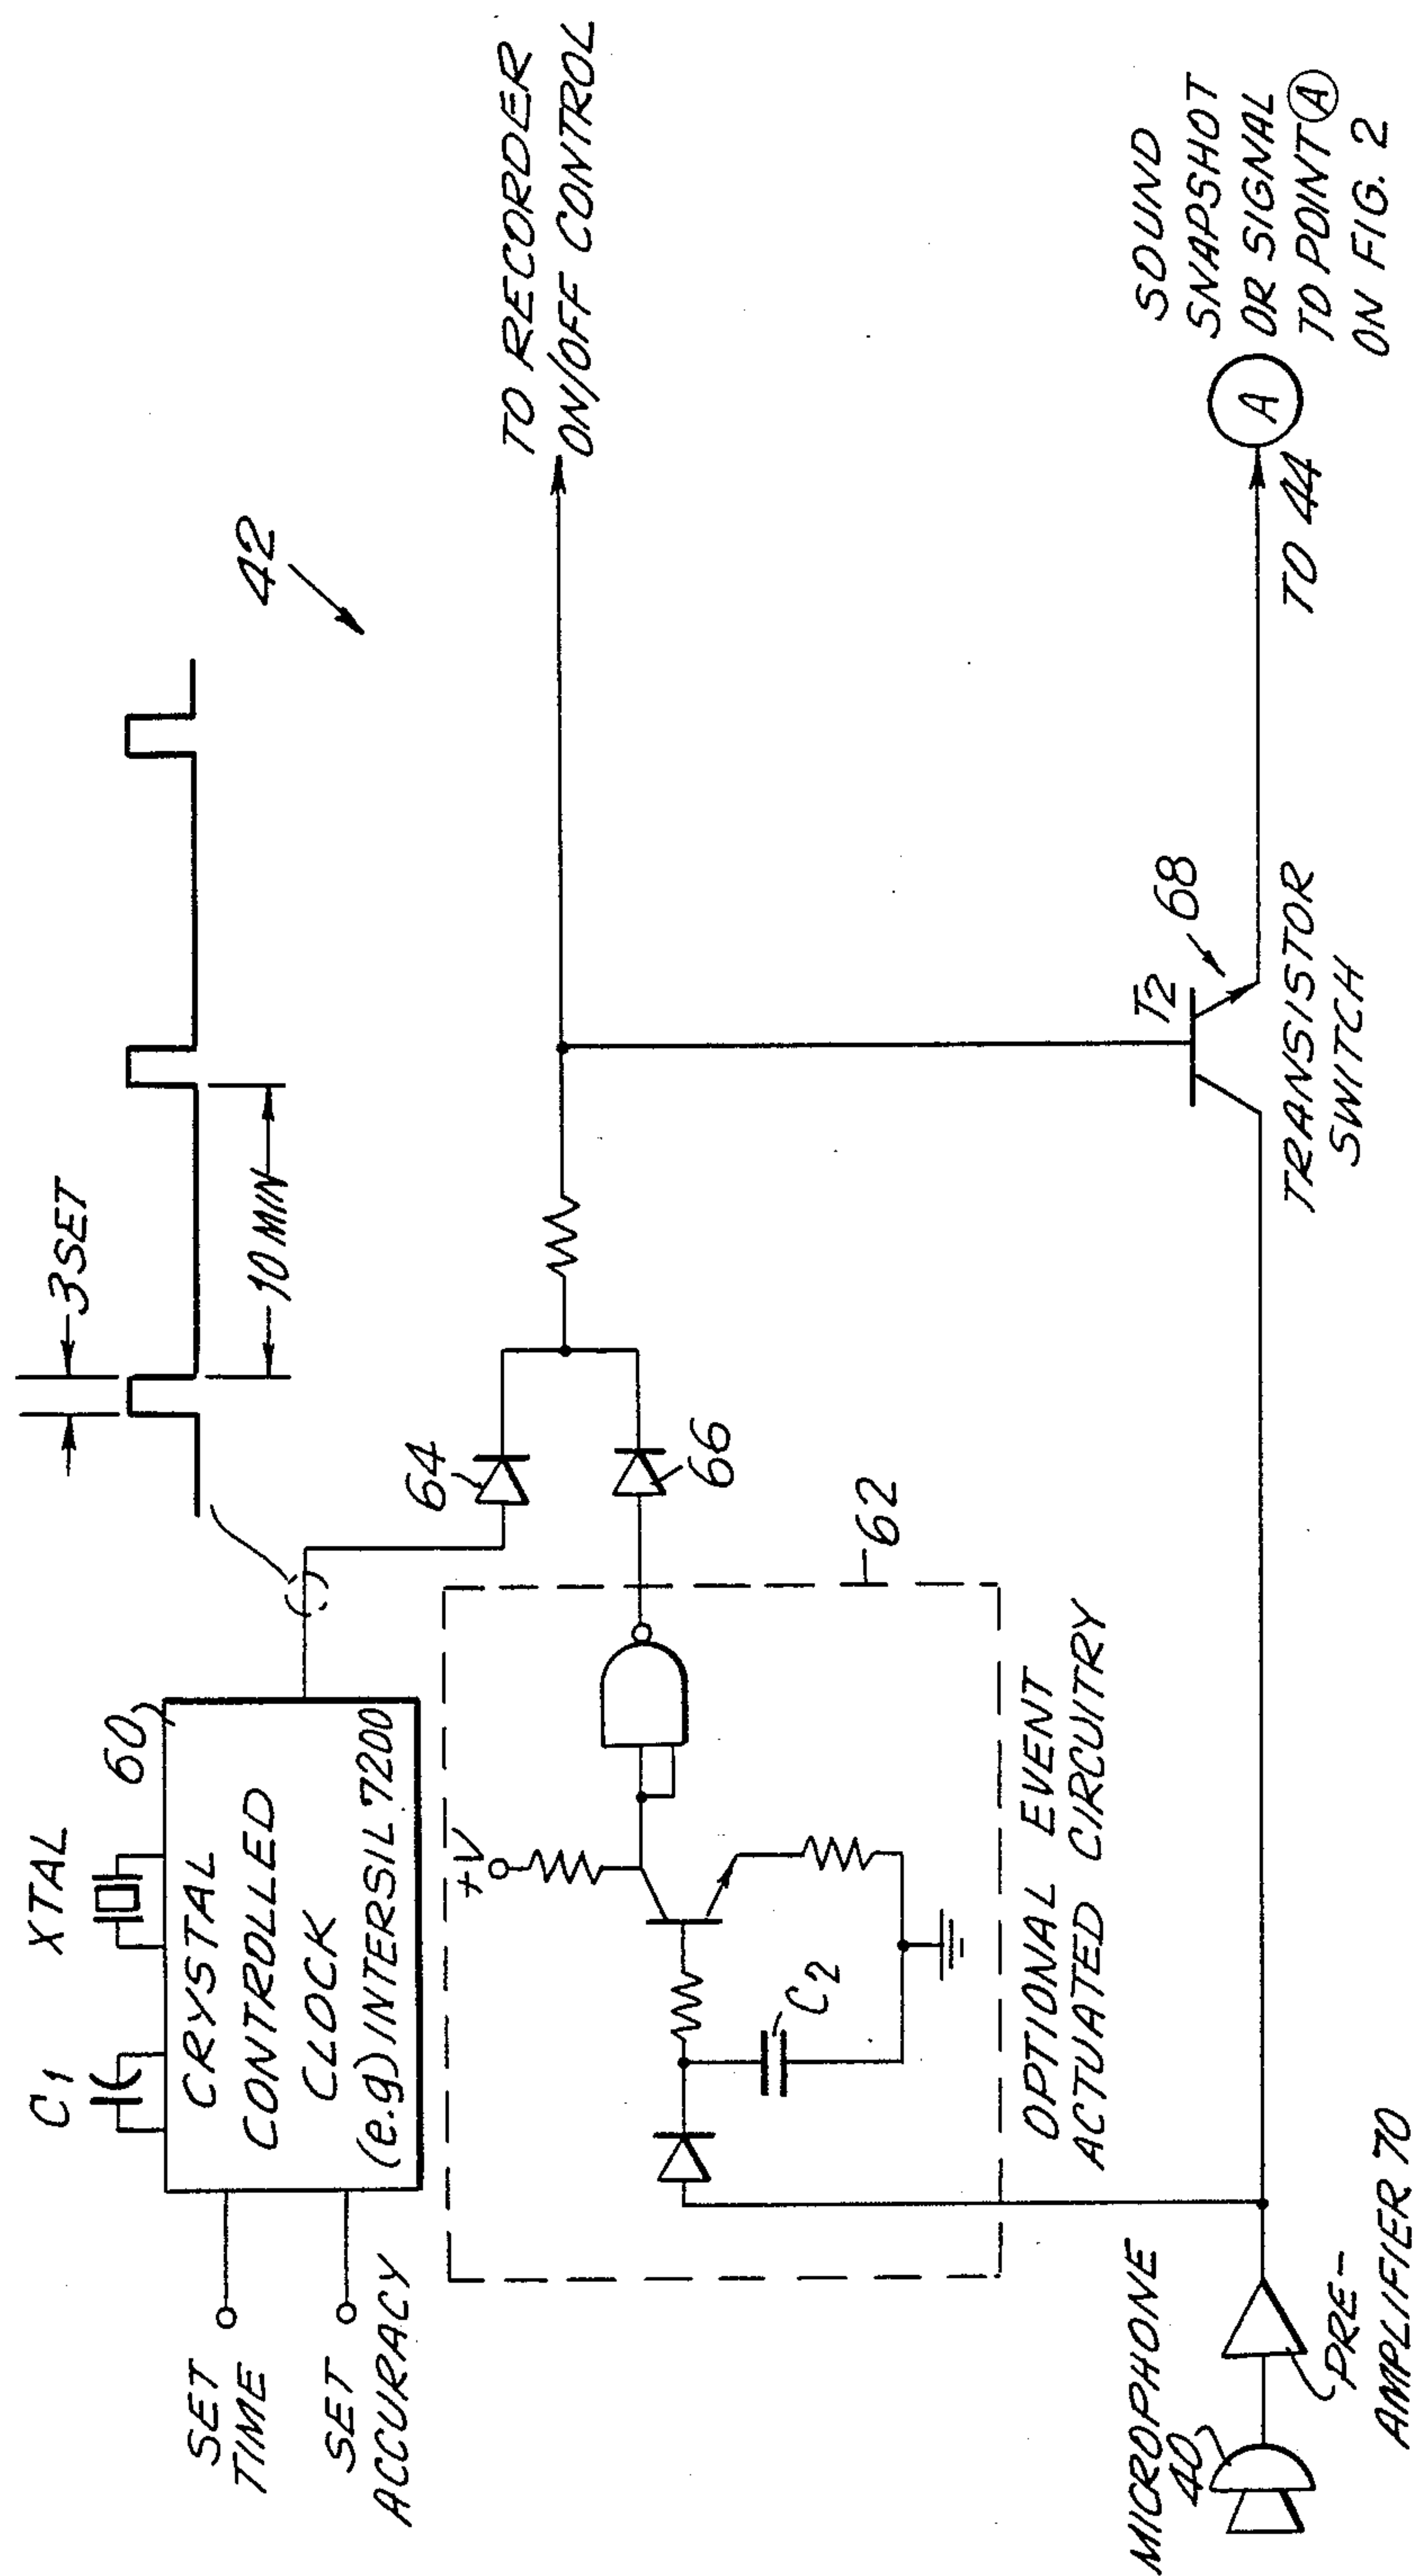 3 SET
10 MIN
42
C1
XTAL
60
CRYSTAL
CONTROLLED
CLOCK
(e.g) INTERSIL 7200
SET
TIME
SET
ACCURACY
64
66
TO RECORDER
ON/OFF CONTROL
+V
C2
62
OPTIONAL EVENT
ACTUATED CIRCUITRY
T2
68
TRANSISTOR
SWITCH
MICROPHONE
40
PRE-
AMPLIFIER 70
A
TO 44
SOUND
SNAPSHOT
OR SIGNAL
TO POINT A
ON FIG. 2